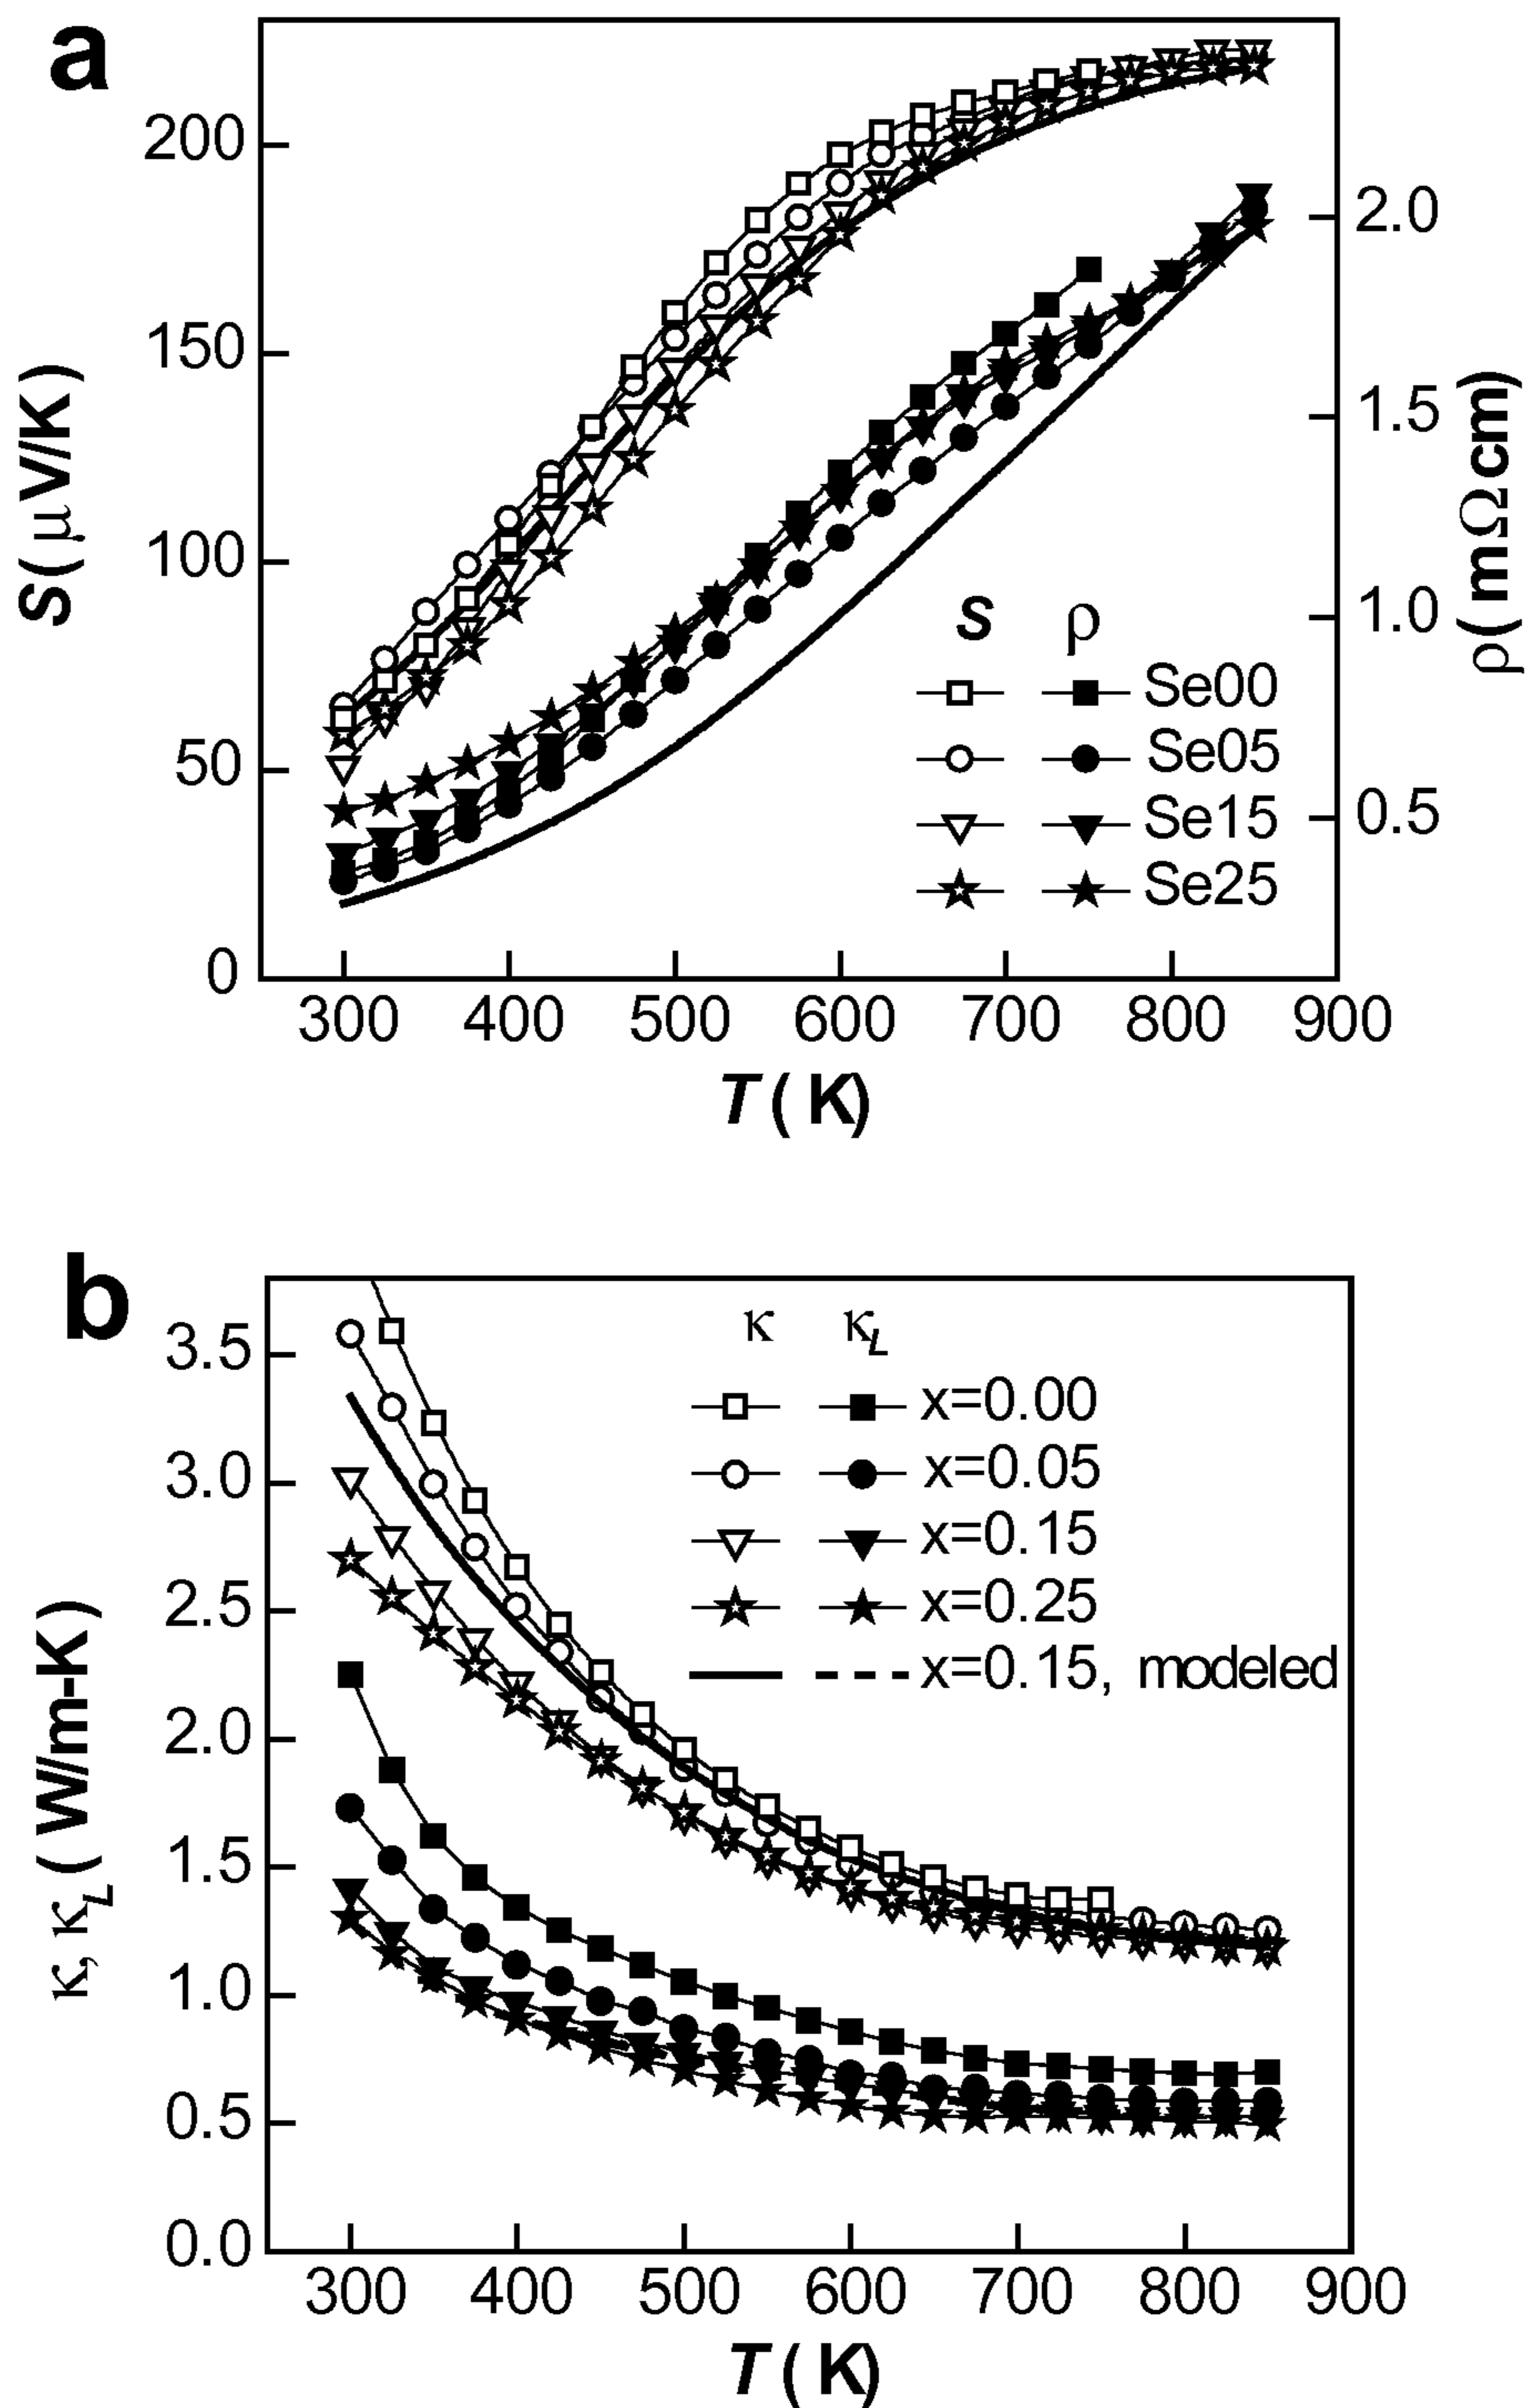 a
200
150
100
50
0
S(μV/K)
2.0
1.5
1.0
0.5
ρ(mΩcm)
S ρ
Se00
Se05
Se15
Se25
300 400 500 600 700 800 900
T(K)
b
3.5
3.0
2.5
2.0
1.5
1.0
0.5
0.0
κ, κL (W/m-K)
κ κL
x=0.00
x=0.05
x=0.15
x=0.25
x=0.15, modeled
300 400 500 600 700 800 900
T(K)